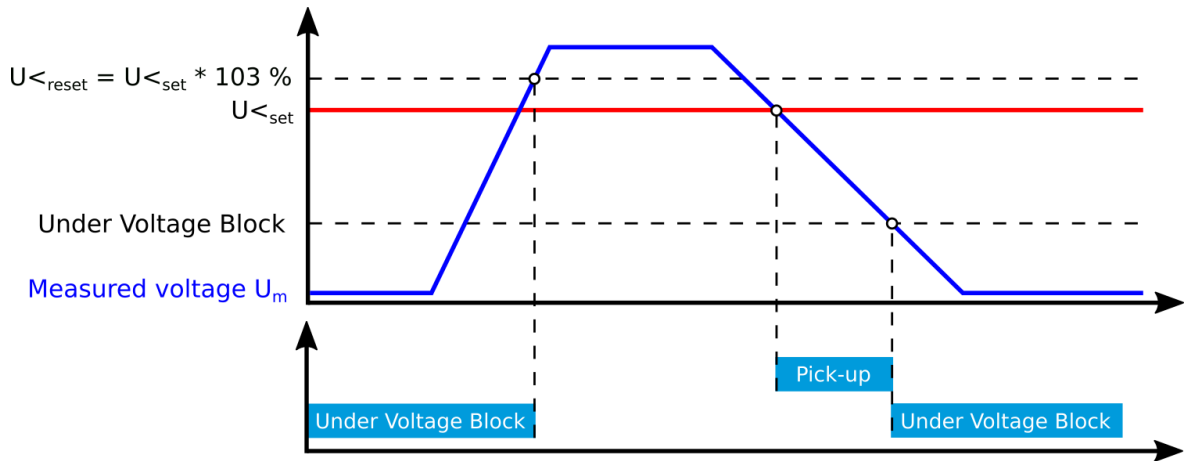 U<reset = U<set * 103 %
U<set
Under Voltage Block
Measured voltage Um
Pick-up
Under Voltage Block
Under Voltage Block